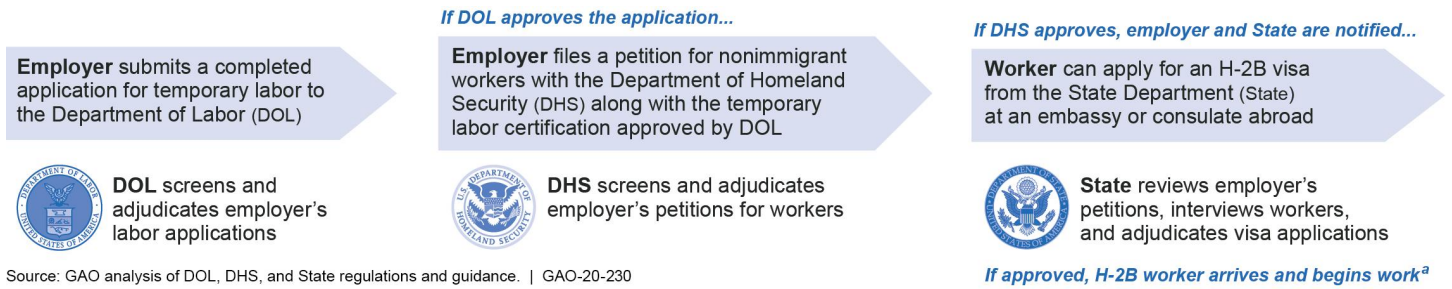 Employer submits a completed
application for temporary labor to
the Department of Labor (DOL)
DEPARTMENT OF LABOR
UNITED STATES OF AMERICA
DOL screens and
adjudicates employer's
labor applications
If DOL approves the application...
Employer files a petition for nonimmigrant
workers with the Department of Homeland
Security (DHS) along with the temporary
labor certification approved by DOL
U.S. DEPARTMENT OF
HOMELAND SECURITY
DHS screens and adjudicates
employer's petitions for workers
If DHS approves, employer and State are notified...
Worker can apply for an H-2B visa
from the State Department (State)
at an embassy or consulate abroad
DEPARTMENT OF STATE
UNITED STATES OF AMERICA
State reviews employer's
petitions, interviews workers,
and adjudicates visa applications
If approved, H-2B worker arrives and begins workᵃ
Source: GAO analysis of DOL, DHS, and State regulations and guidance. | GAO-20-230